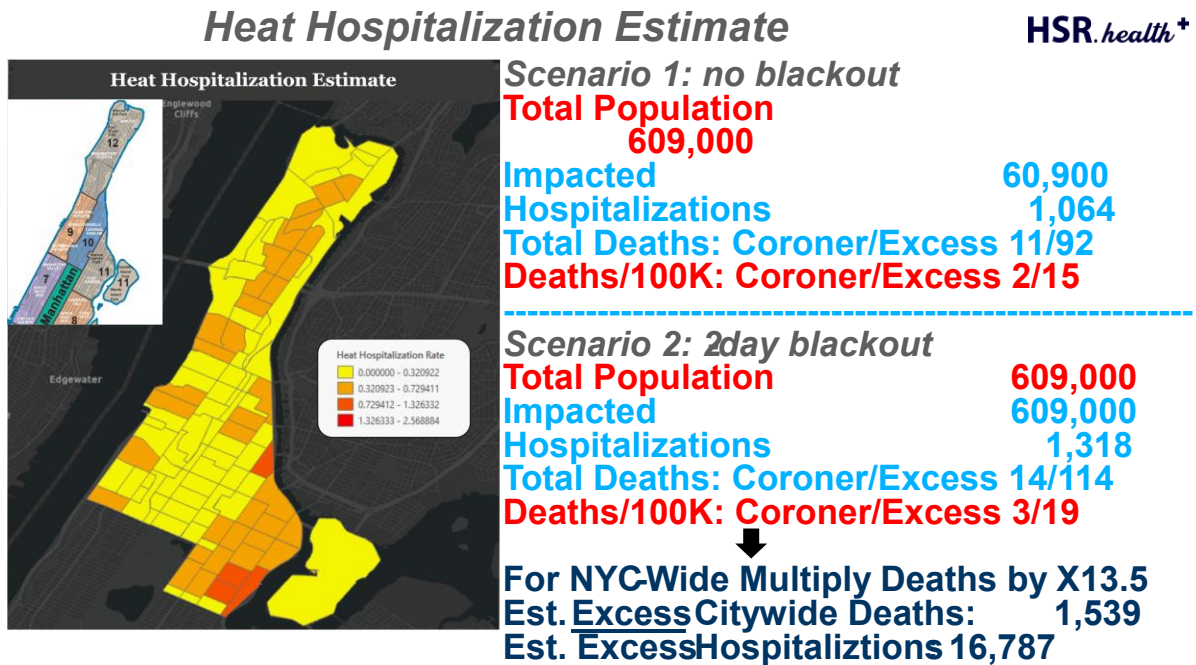 Heat Hospitalization Estimate
HSR.health+
Heat Hospitalization Estimate
Englewood
Cliffs
12
9
10
7
11
11
Manhattan
8
Edgewater
Heat Hospitalization Rate
0.000000 - 0.320922
0.320923 - 0.729411
0.729412 - 1.326332
1.326333 - 2.568884
Scenario 1: no blackout
Total Population
609,000
Impacted 60,900
Hospitalizations 1,064
Total Deaths: Coroner/Excess 11/92
Deaths/100K: Coroner/Excess 2/15
Scenario 2: 2day blackout
Total Population 609,000
Impacted 609,000
Hospitalizations 1,318
Total Deaths: Coroner/Excess 14/114
Deaths/100K: Coroner/Excess 3/19
For NYC-Wide Multiply Deaths by X13.5
Est. Excess Citywide Deaths: 1,539
Est. Excess Hospitaliztions 16,787